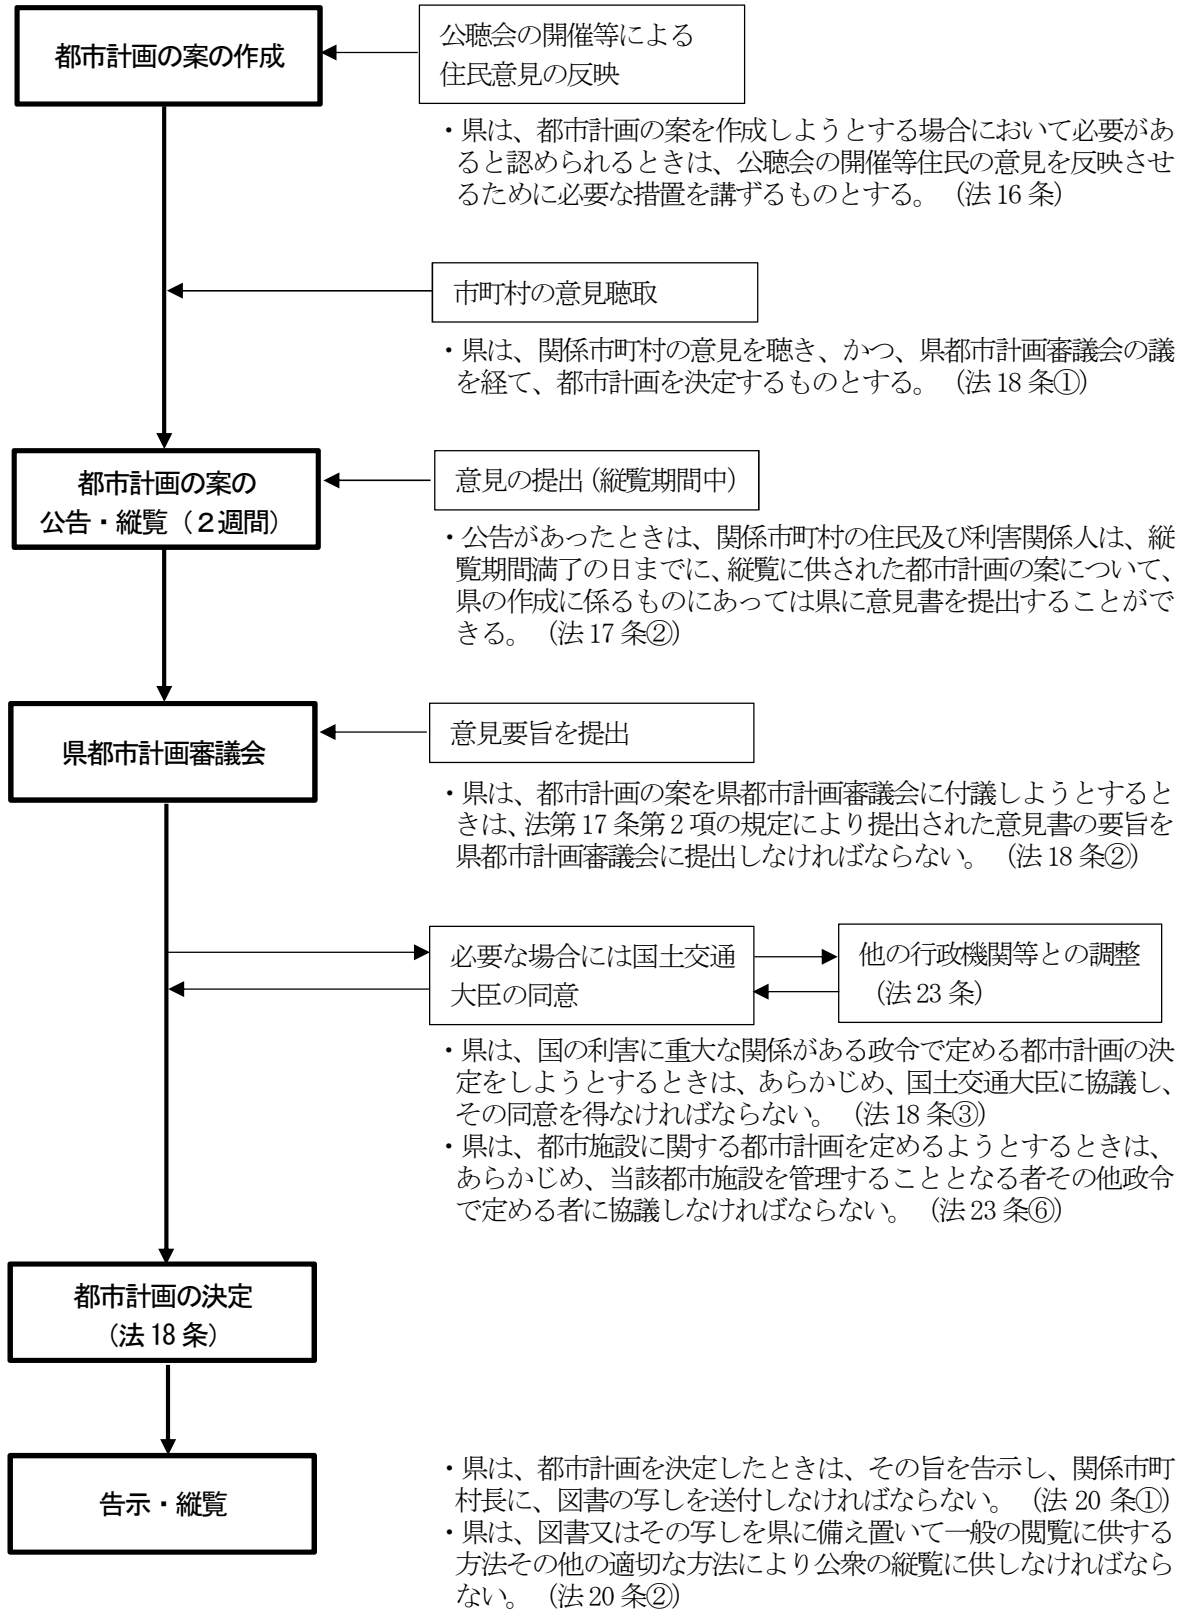 都市計画の案の作成
公聴会の開催等による
住民意見の反映
・県は、都市計画の案を作成しようとする場合において必要があ
ると認められるときは、公聴会の開催等住民の意見を反映させ
るために必要な措置を講ずるものとする。（法16条）
市町村の意見聴取
・県は、関係市町村の意見を聴き、かつ、県都市計画審議会の議
を経て、都市計画を決定するものとする。（法18条①）
都市計画の案の
公告・縦覧（２週間）
意見の提出（縦覧期間中）
・公告があったときは、関係市町村の住民及び利害関係人は、縦
覧期間満了の日までに、縦覧に供された都市計画の案について、
県の作成に係るものにあっては県に意見書を提出することがで
きる。（法17条②）
県都市計画審議会
意見要旨を提出
・県は、都市計画の案を県都市計画審議会に付議しようとすると
きは、法第17条第2項の規定により提出された意見書の要旨を
県都市計画審議会に提出しなければならない。（法18条②）
必要な場合には国土交通
大臣の同意
他の行政機関等との調整
（法23条）
・県は、国の利害に重大な関係がある政令で定める都市計画の決
定をしようとするときは、あらかじめ、国土交通大臣に協議し、
その同意を得なければならない。（法18条③）
・県は、都市施設に関する都市計画を定めるようとするときは、
あらかじめ、当該都市施設を管理することとなる者その他政令
で定める者に協議しなければならない。（法23条⑥）
都市計画の決定
（法18条）
告示・縦覧
・県は、都市計画を決定したときは、その旨を告示し、関係市町
村長に、図書の写しを送付しなければならない。（法20条①）
・県は、図書又はその写しを県に備え置いて一般の閲覧に供する
方法その他の適切な方法により公衆の縦覧に供しなければなら
ない。（法20条②）